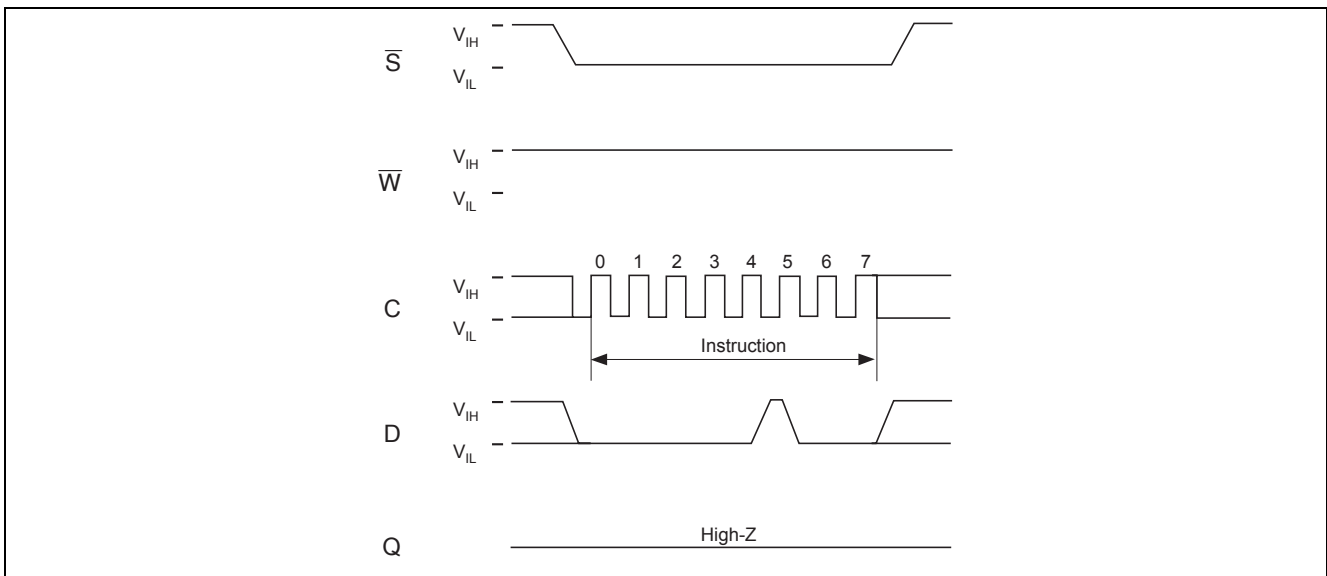 V_IH
S̅
V_IL
V_IH
W̅
V_IL
0 1 2 3 4 5 6 7
V_IH
C
V_IL
Instruction
V_IH
D
V_IL
High-Z
Q